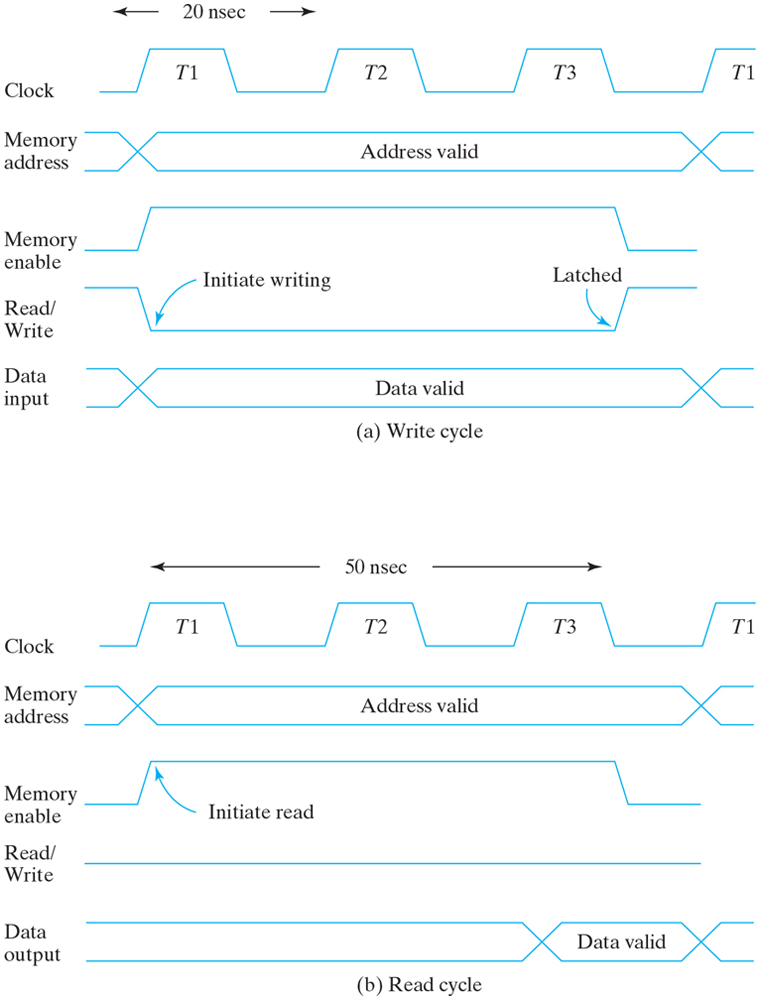 20 nsec
T1 T2 T3 T1
Clock
Memory
address
Address valid
Memory
enable
Initiate writing
Latched
Read/
Write
Data
input
Data valid
(a) Write cycle
50 nsec
T1 T2 T3 T1
Clock
Memory
address
Address valid
Memory
enable
Initiate read
Read/
Write
Data
output
Data valid
(b) Read cycle